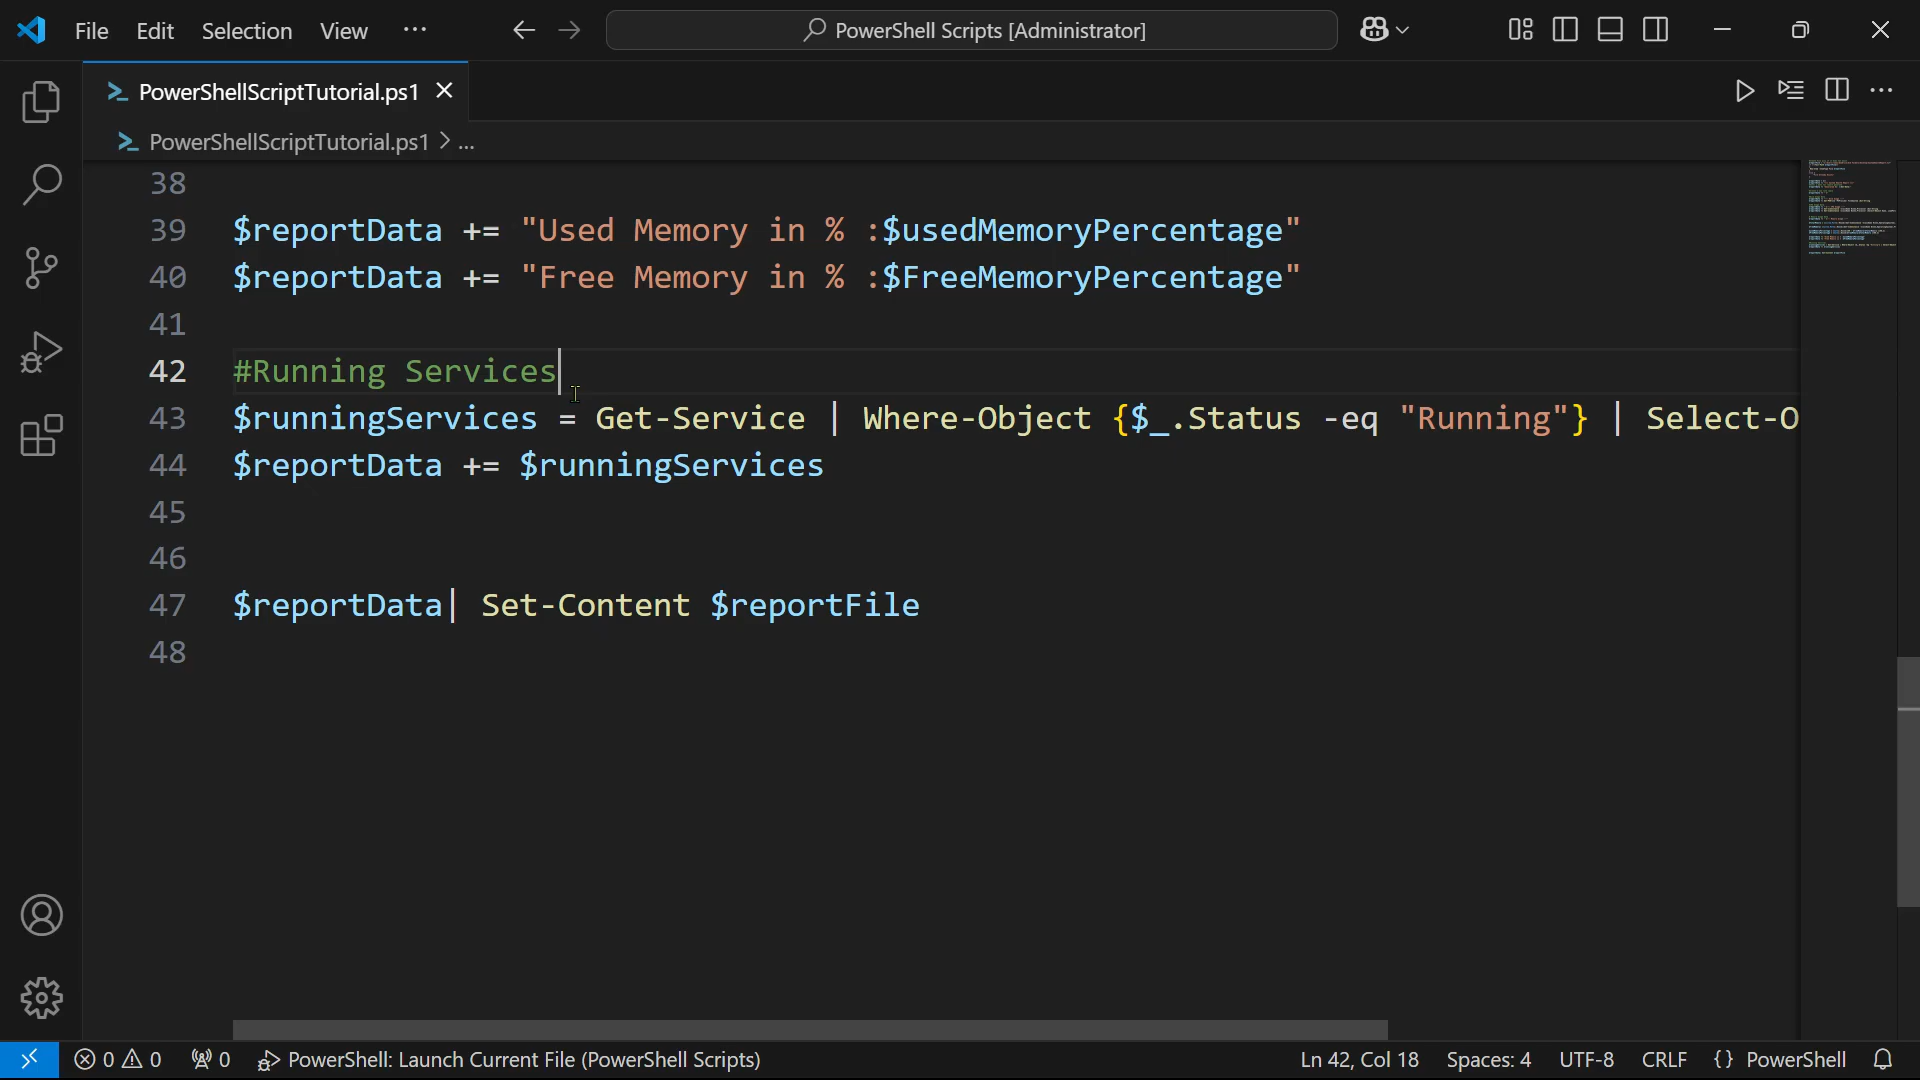 File Edit Selection View ··· PowerShell Scripts [Administrator]
PowerShellScriptTutorial.ps1
PowerShellScriptTutorial.ps1 > ...
38
39 $reportData += "Used Memory in % :$usedMemoryPercentage"
40 $reportData += "Free Memory in % :$FreeMemoryPercentage"
41
42 #Running Services
43 $runningServices = Get-Service | Where-Object {$_.Status -eq "Running"} | Select-O
44 $reportData += $runningServices
45
46
47 $reportData| Set-Content $reportFile
48
0 0 0 PowerShell: Launch Current File (PowerShell Scripts) Ln 42, Col 18 Spaces: 4 UTF-8 CRLF {} PowerShell